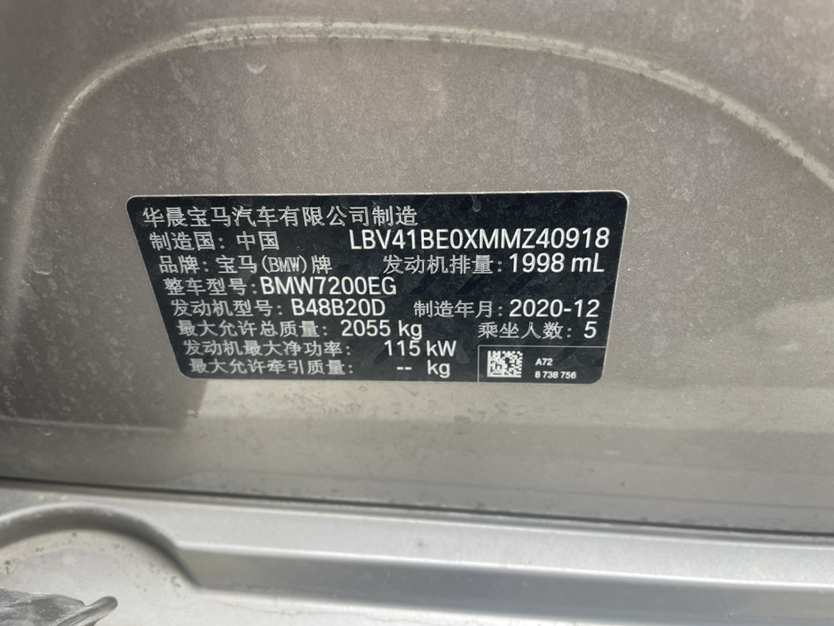 华晨宝马汽车有限公司制造
制造国: 中国 LBV41BE0XMMZ40918
品牌: 宝马(BMW)牌 发动机排量: 1998 mL
整车型号: BMW7200EG
发动机型号: B48B20D 制造年月: 2020-12
最大允许总质量: 2055 kg 乘坐人数: 5
发动机最大净功率: 115 kW
最大允许牵引质量: -- kg
A72
8 738 756